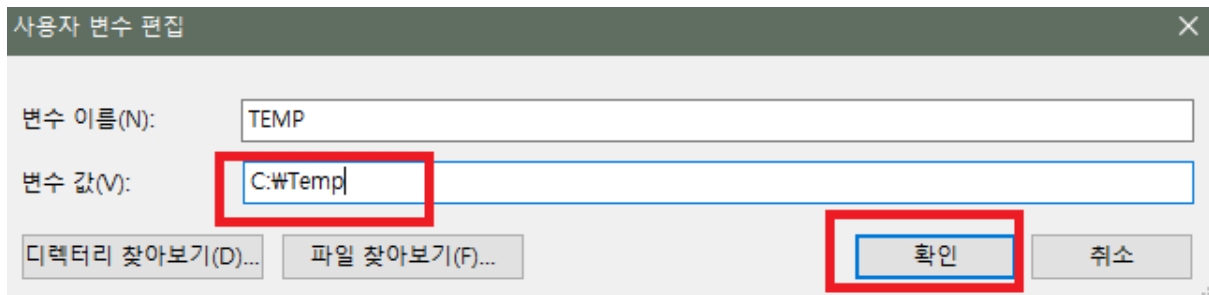 사용자 변수 편집
변수 이름(N): TEMP
변수 값(V): C:₩Temp
디렉터리 찾아보기(D)... 파일 찾아보기(F)... 확인 취소